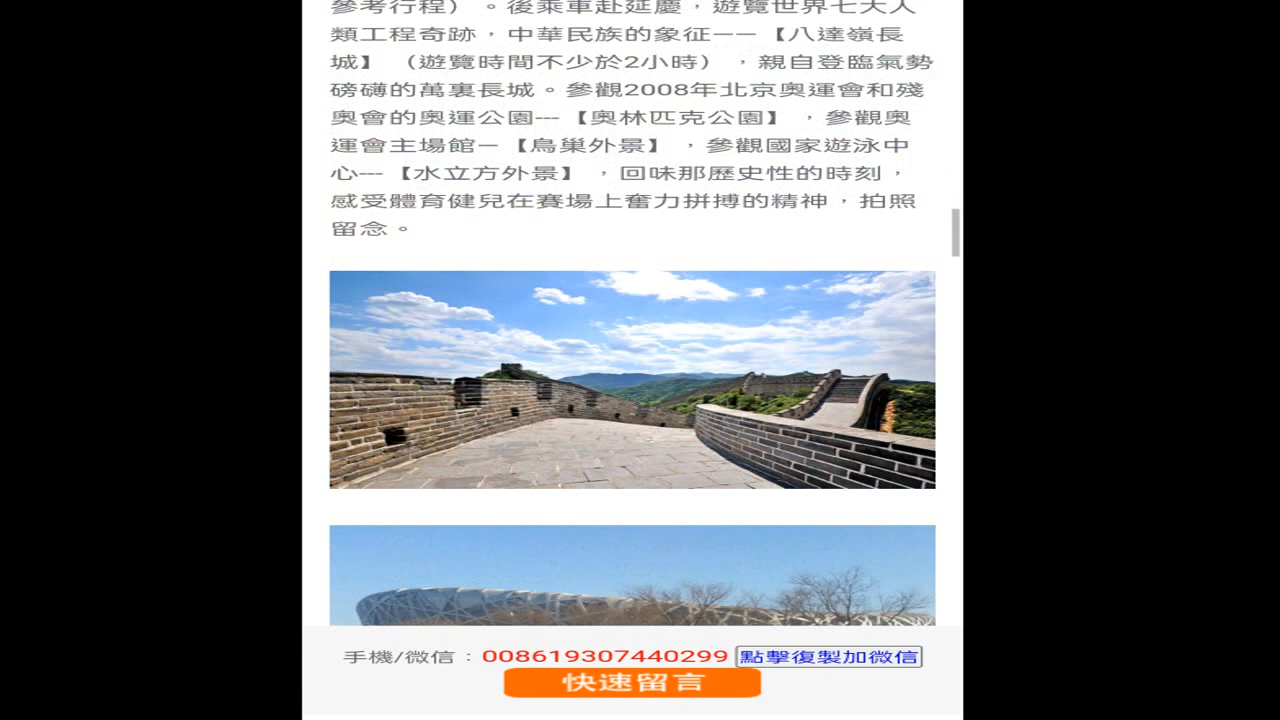 參考行程）。後乘車赴延慶，遊覽世界七大人
類工程奇跡，中華民族的象征——【八達嶺長
城】（遊覽時間不少於2小時），親自登臨氣勢
磅礴的萬裏長城。參觀2008年北京奧運會和殘
奧會的奧運公園---【奧林匹克公園】，參觀奧
運會主場館—【鳥巢外景】，參觀國家遊泳中
心---【水立方外景】，回味那歷史性的時刻，
感受體育健兒在賽場上奮力拼搏的精神，拍照
留念。
手機/微信：008619307440299 點擊復製加微信
快速留言